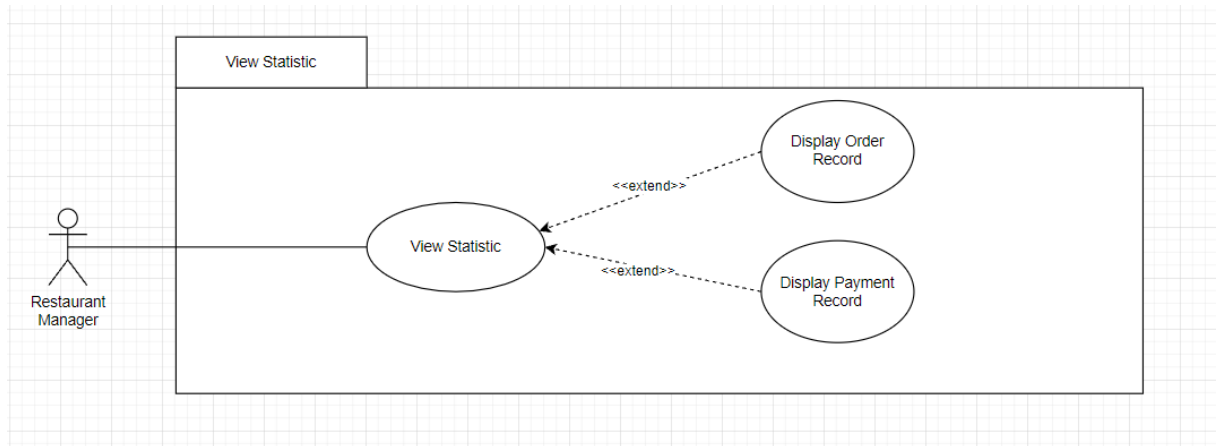 View Statistic
Display Order
Record
<<extend>>
View Statistic
<<extend>>
Display Payment
Record
Restaurant
Manager